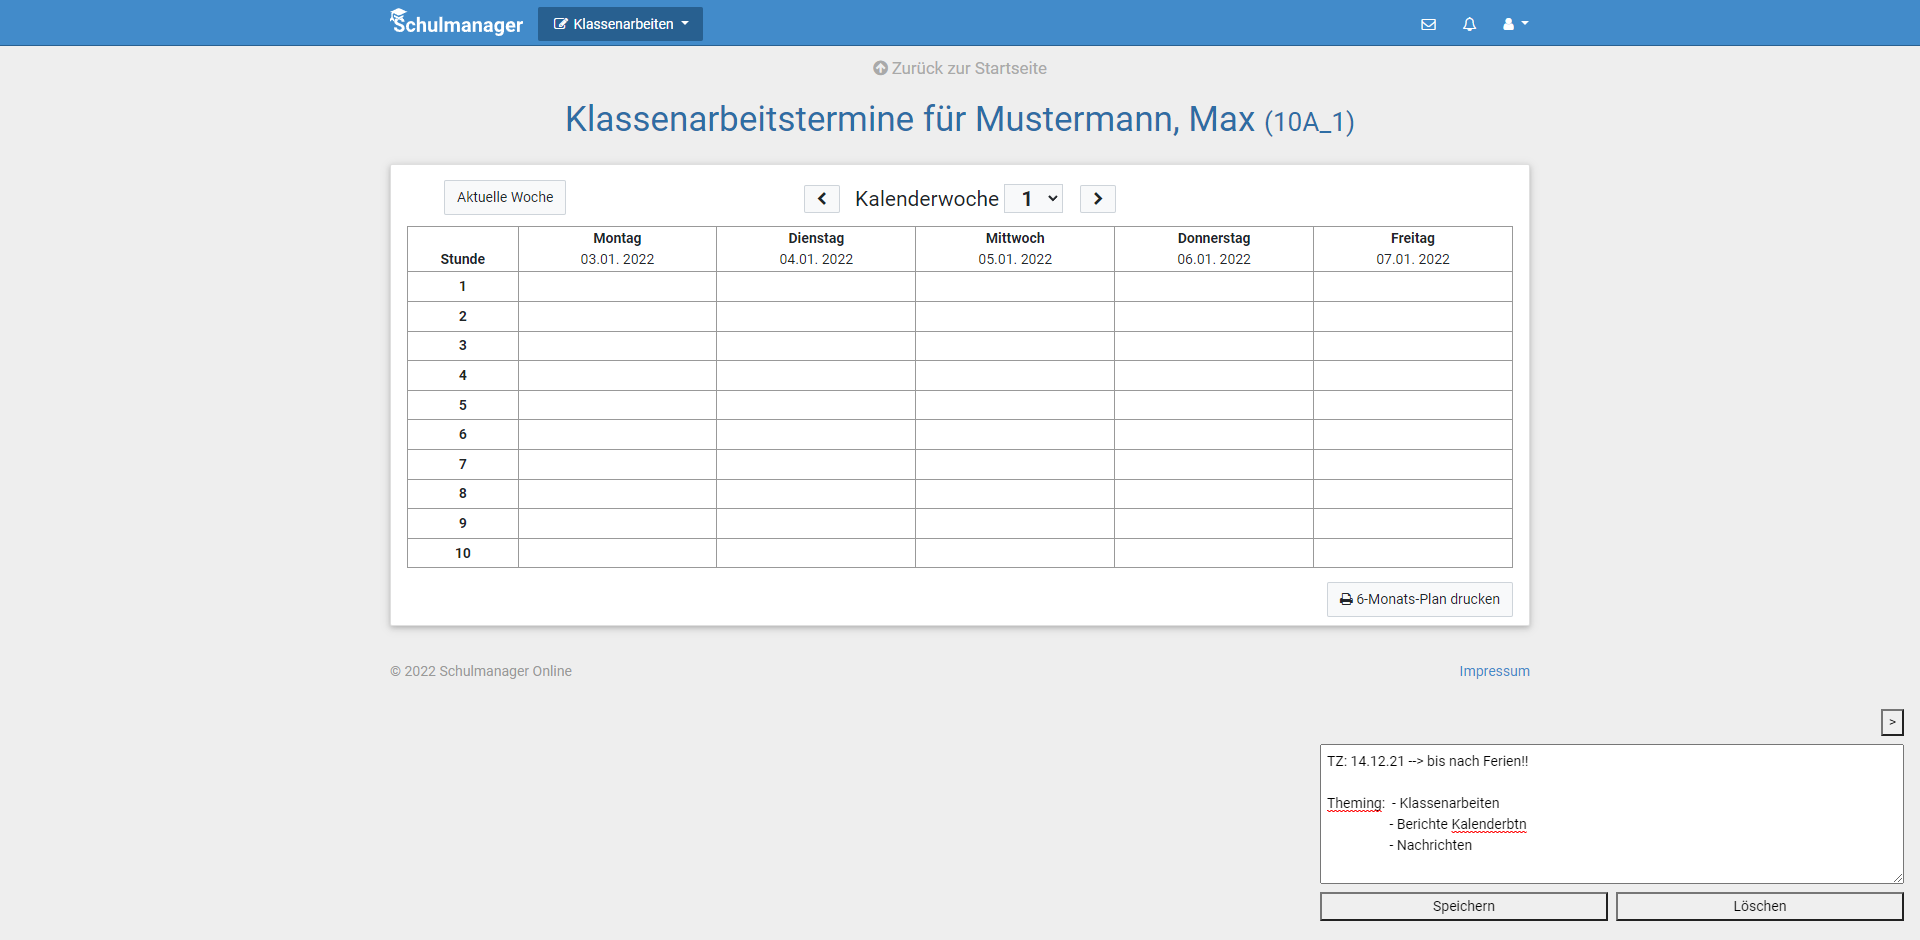 Schulmanager Klassenarbeiten
Zurück zur Startseite
Klassenarbeitstermine für Mustermann, Max (10A_1)
Aktuelle Woche Kalenderwoche 1
Stunde Montag 03.01. 2022 Dienstag 04.01. 2022 Mittwoch 05.01. 2022 Donnerstag 06.01. 2022 Freitag 07.01. 2022
1
2
3
4
5
6
7
8
9
10
6-Monats-Plan drucken
© 2022 Schulmanager Online Impressum
>
TZ: 14.12.21 --> bis nach Ferien!!
Theming: - Klassenarbeiten
- Berichte Kalenderbtn
- Nachrichten
Speichern Löschen